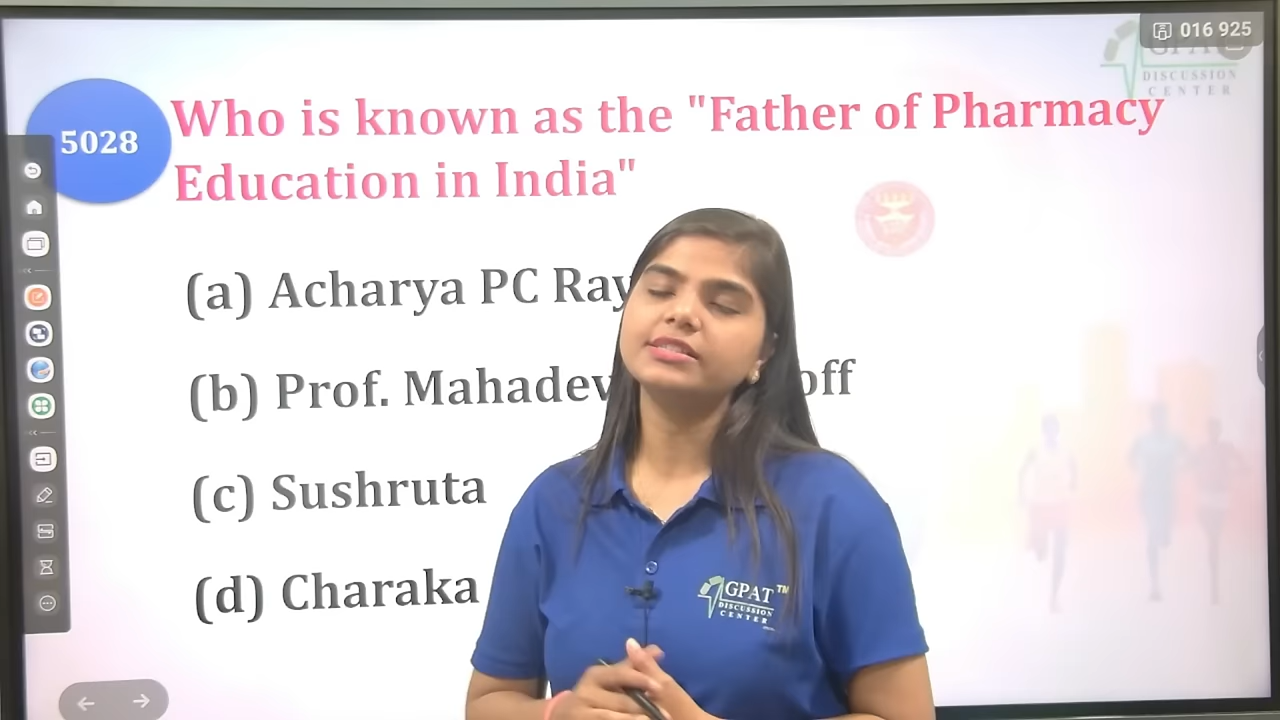 016 925
DISCUSSION
CENTER
5028
Who is known as the "Father of Pharmacy
Education in India"
(a) Acharya PC Ray
(b) Prof. Mahadev off
(c) Sushruta
(d) Charaka
GPAT TM
DISCUSSION
CENTER